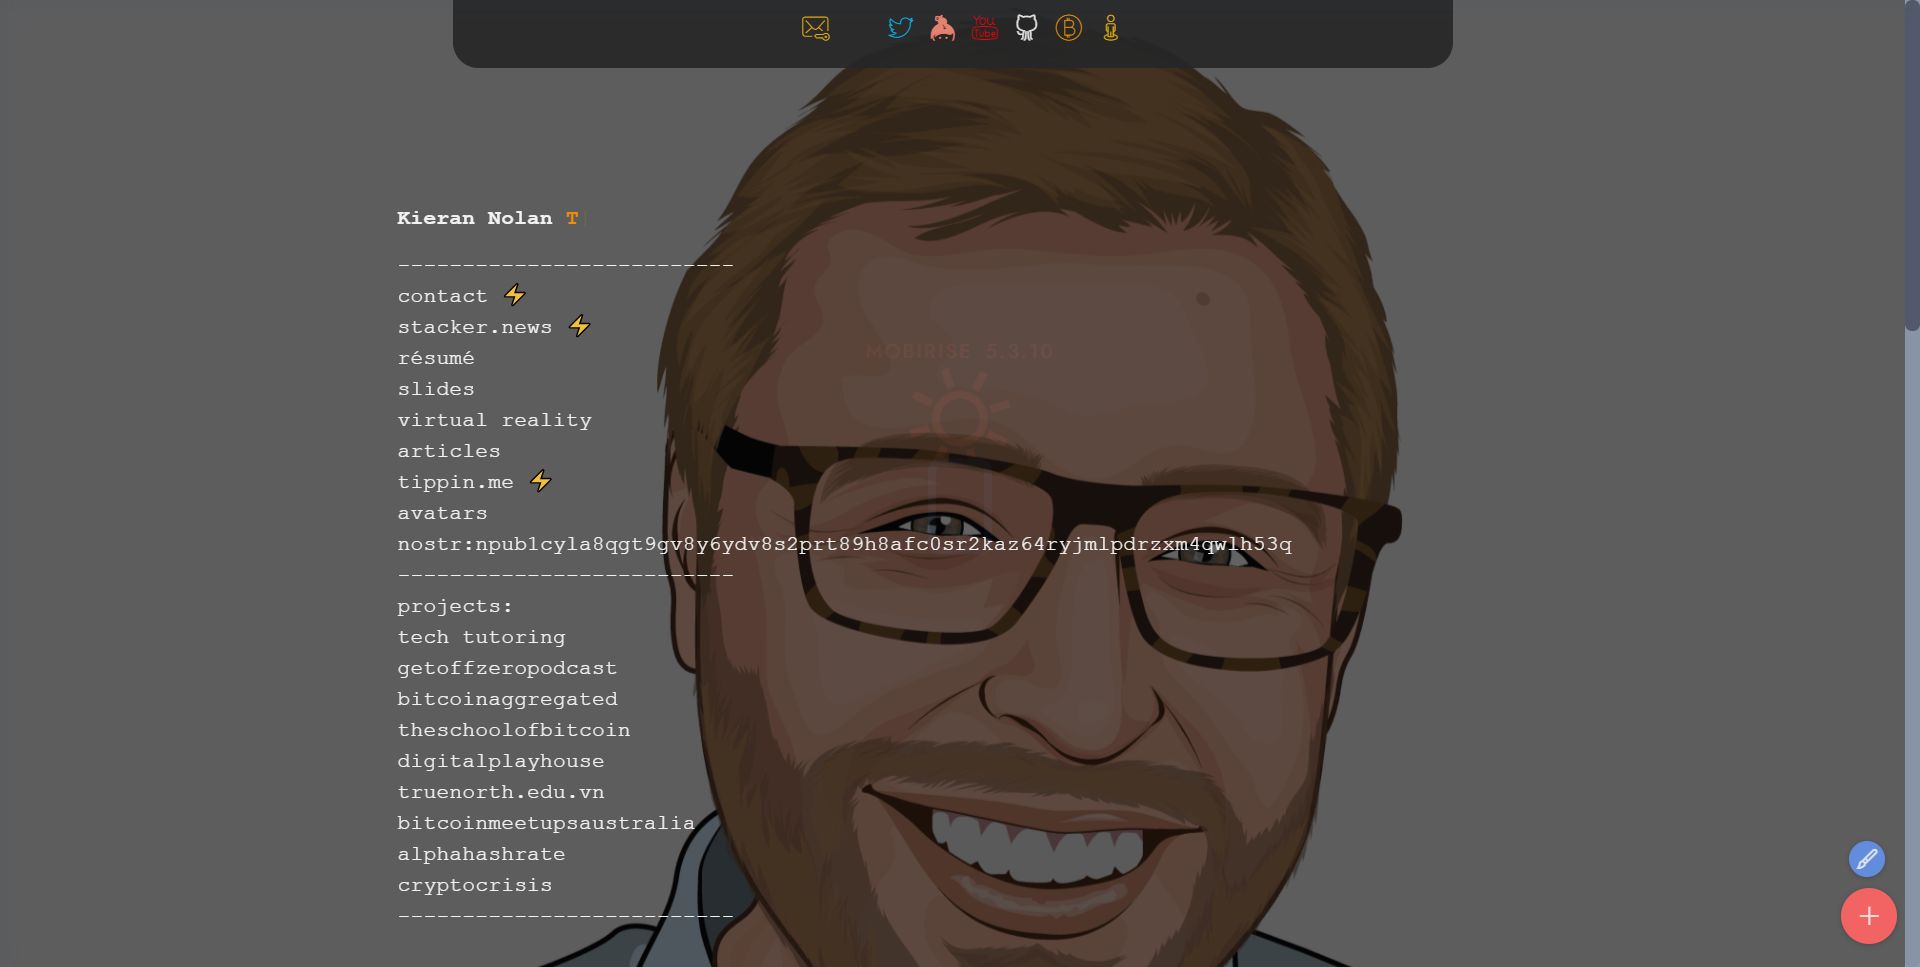 You
Tube
Kieran Nolan T
--------------------------
contact ⚡
stacker.news ⚡
résumé
slides
MOBIRISE 5.3.10
virtual reality
articles
tippin.me ⚡
avatars
nostr:npub1cyla8qgt9gv8y6ydv8s2prt89h8afc0sr2kaz64ryjmlpdrzxm4qwlh53q
--------------------------
projects:
tech tutoring
getoffzeropodcast
bitcoinaggregated
theschoolofbitcoin
digitalplayhouse
truenorth.edu.vn
bitcoinmeetupsaustralia
alphahashrate
cryptocrisis
--------------------------